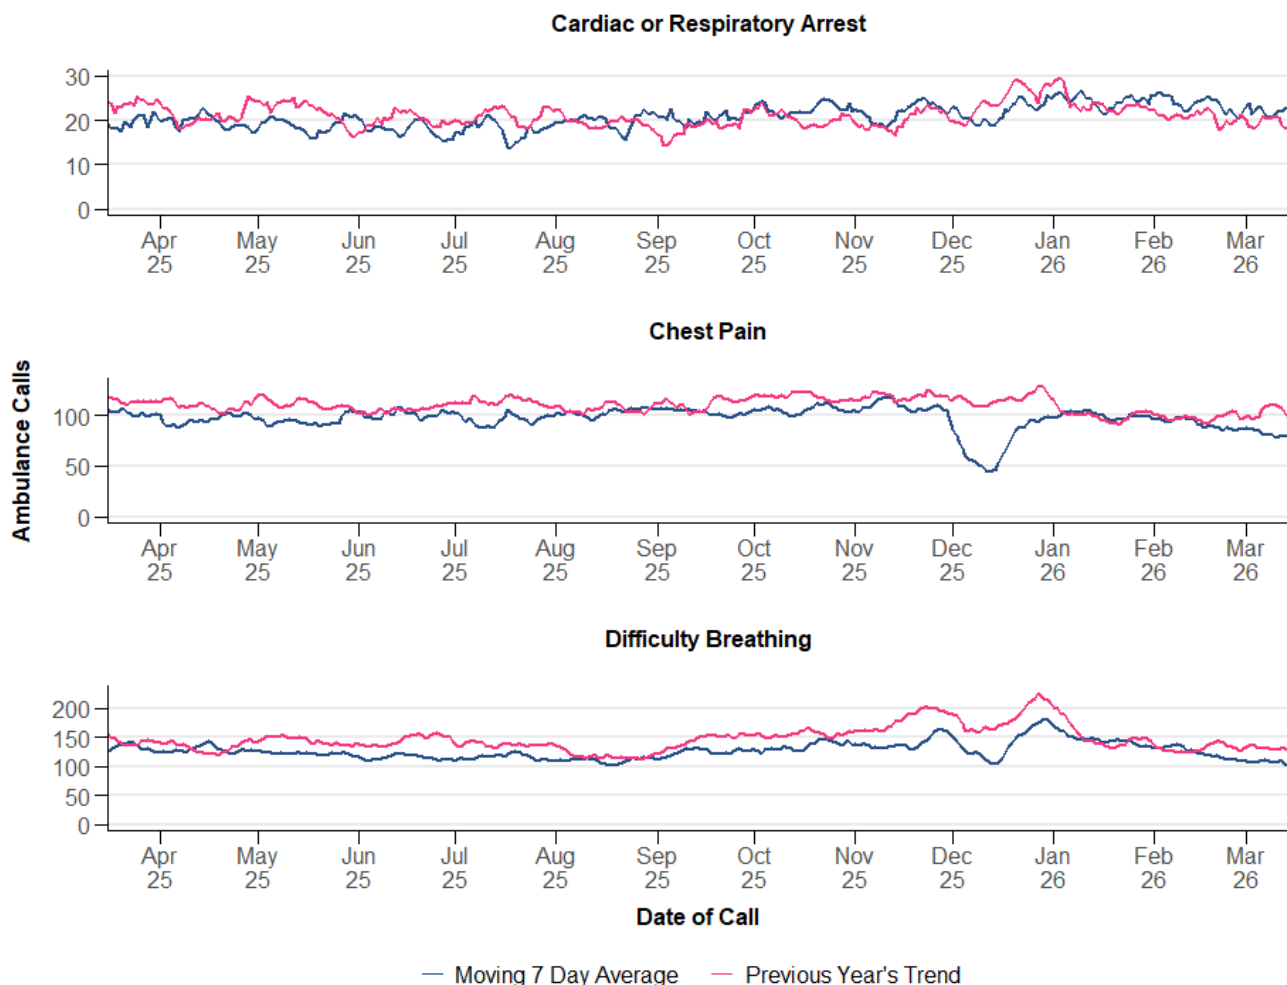 Cardiac or Respiratory Arrest
30
20
10
0
Apr May Jun Jul Aug Sep Oct Nov Dec Jan Feb Mar
25 25 25 25 25 25 25 25 25 26 26 26
Chest Pain
Ambulance Calls
100
50
0
Apr May Jun Jul Aug Sep Oct Nov Dec Jan Feb Mar
25 25 25 25 25 25 25 25 25 26 26 26
Difficulty Breathing
200
150
100
50
0
Apr May Jun Jul Aug Sep Oct Nov Dec Jan Feb Mar
25 25 25 25 25 25 25 25 25 26 26 26
Date of Call
Moving 7 Day Average Previous Year's Trend